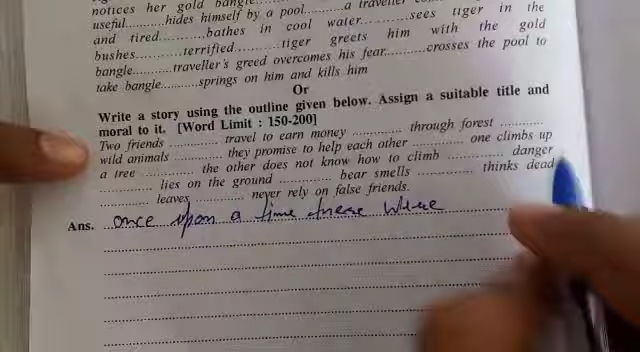 notices her gold bangle..........
useful..........hides himself by a pool..........a traveller
and tired..........bathes in cool water..........sees tiger in the
bushes..........terrified..........tiger greets him with the gold
bangle..........traveller's greed overcomes his fear..........crosses the pool to
take bangle..........springs on him and kills him
Or
Write a story using the outline given below. Assign a suitable title and
moral to it. [Word Limit : 150-200]
Two friends ............ travel to earn money ............ through forest ............
wild animals ............ they promise to help each other ............ one climbs up
a tree ............ the other does not know how to climb ............ danger
............ lies on the ground ............ bear smells ............ thinks dead
............ leaves ............ never rely on false friends.
Ans. once upon a time there where